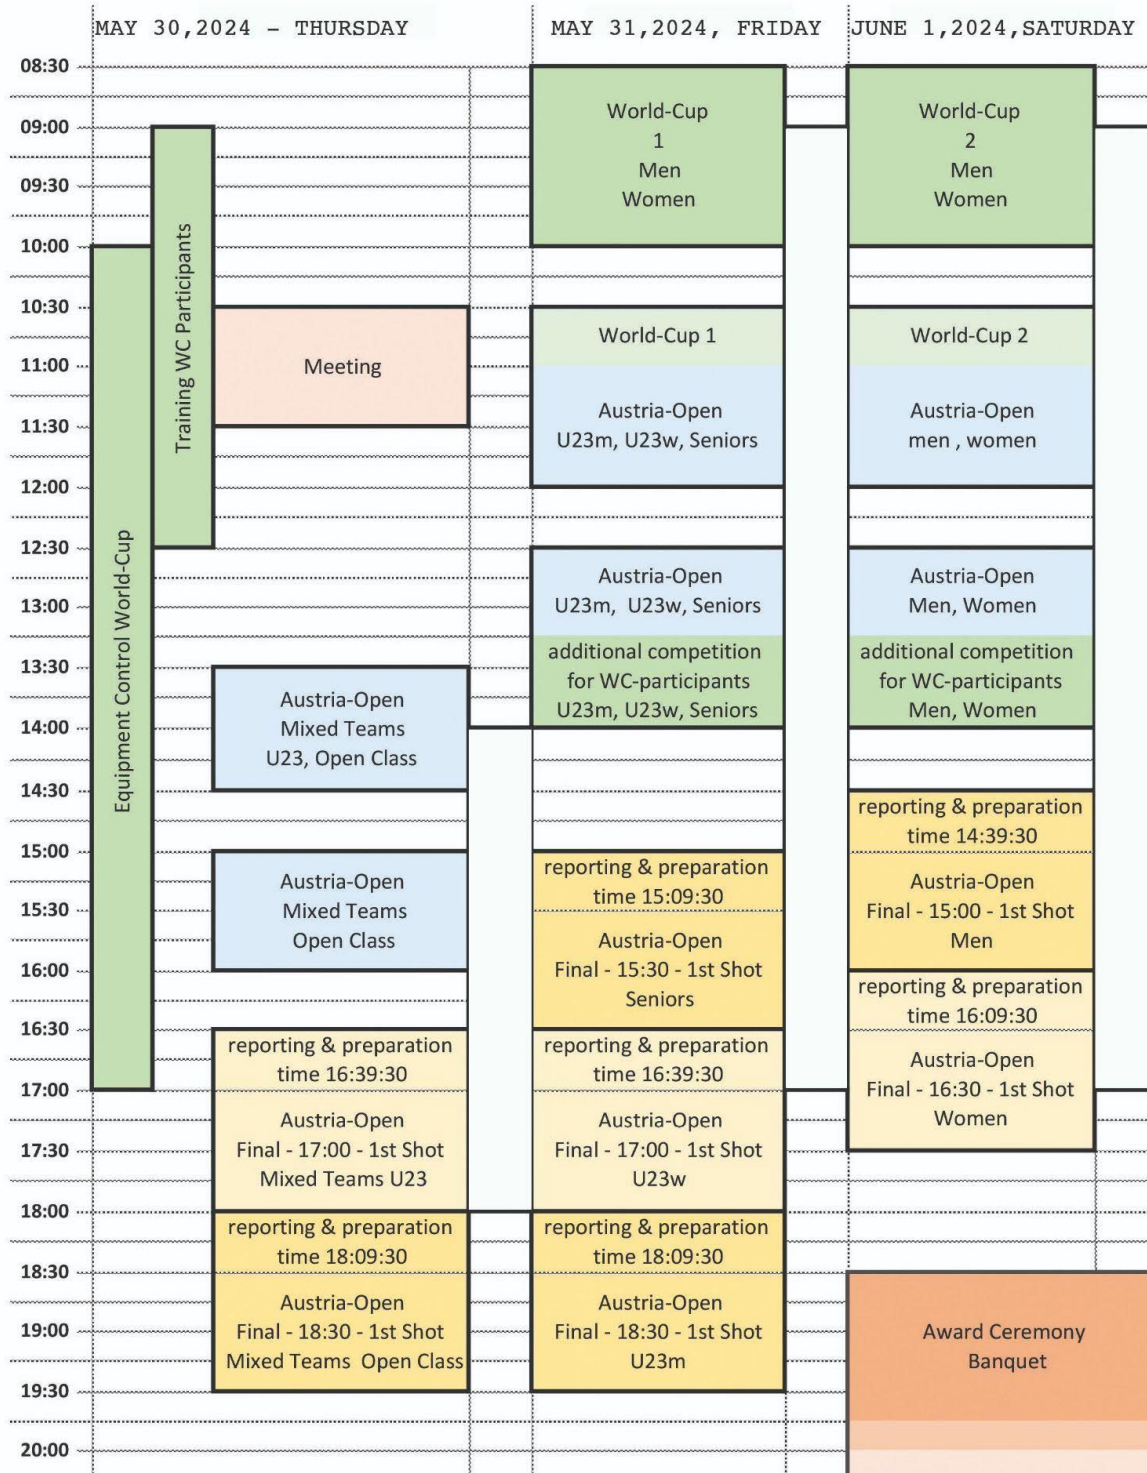 MAY 30,2024 – THURSDAY
MAY 31,2024, FRIDAY
JUNE 1,2024,SATURDAY
08:30
09:00
09:30
10:00
10:30
11:00
11:30
12:00
12:30
13:00
13:30
14:00
14:30
15:00
15:30
16:00
16:30
17:00
17:30
18:00
18:30
19:00
19:30
20:00
Equipment Control World-Cup
Training WC Participants
Meeting
Austria-Open
Mixed Teams
U23, Open Class
Austria-Open
Mixed Teams
Open Class
reporting & preparation
time 16:39:30
Austria-Open
Final - 17:00 - 1st Shot
Mixed Teams U23
reporting & preparation
time 18:09:30
Austria-Open
Final - 18:30 - 1st Shot
Mixed Teams Open Class
World-Cup
1
Men
Women
World-Cup 1
Austria-Open
U23m, U23w, Seniors
Austria-Open
U23m, U23w, Seniors
additional competition
for WC-participants
U23m, U23w, Seniors
reporting & preparation
time 15:09:30
Austria-Open
Final - 15:30 - 1st Shot
Seniors
reporting & preparation
time 16:39:30
Austria-Open
Final - 17:00 - 1st Shot
U23w
reporting & preparation
time 18:09:30
Austria-Open
Final - 18:30 - 1st Shot
U23m
World-Cup
2
Men
Women
World-Cup 2
Austria-Open
men , women
Austria-Open
Men, Women
additional competition
for WC-participants
Men, Women
reporting & preparation
time 14:39:30
Austria-Open
Final - 15:00 - 1st Shot
Men
reporting & preparation
time 16:09:30
Austria-Open
Final - 16:30 - 1st Shot
Women
Award Ceremony
Banquet